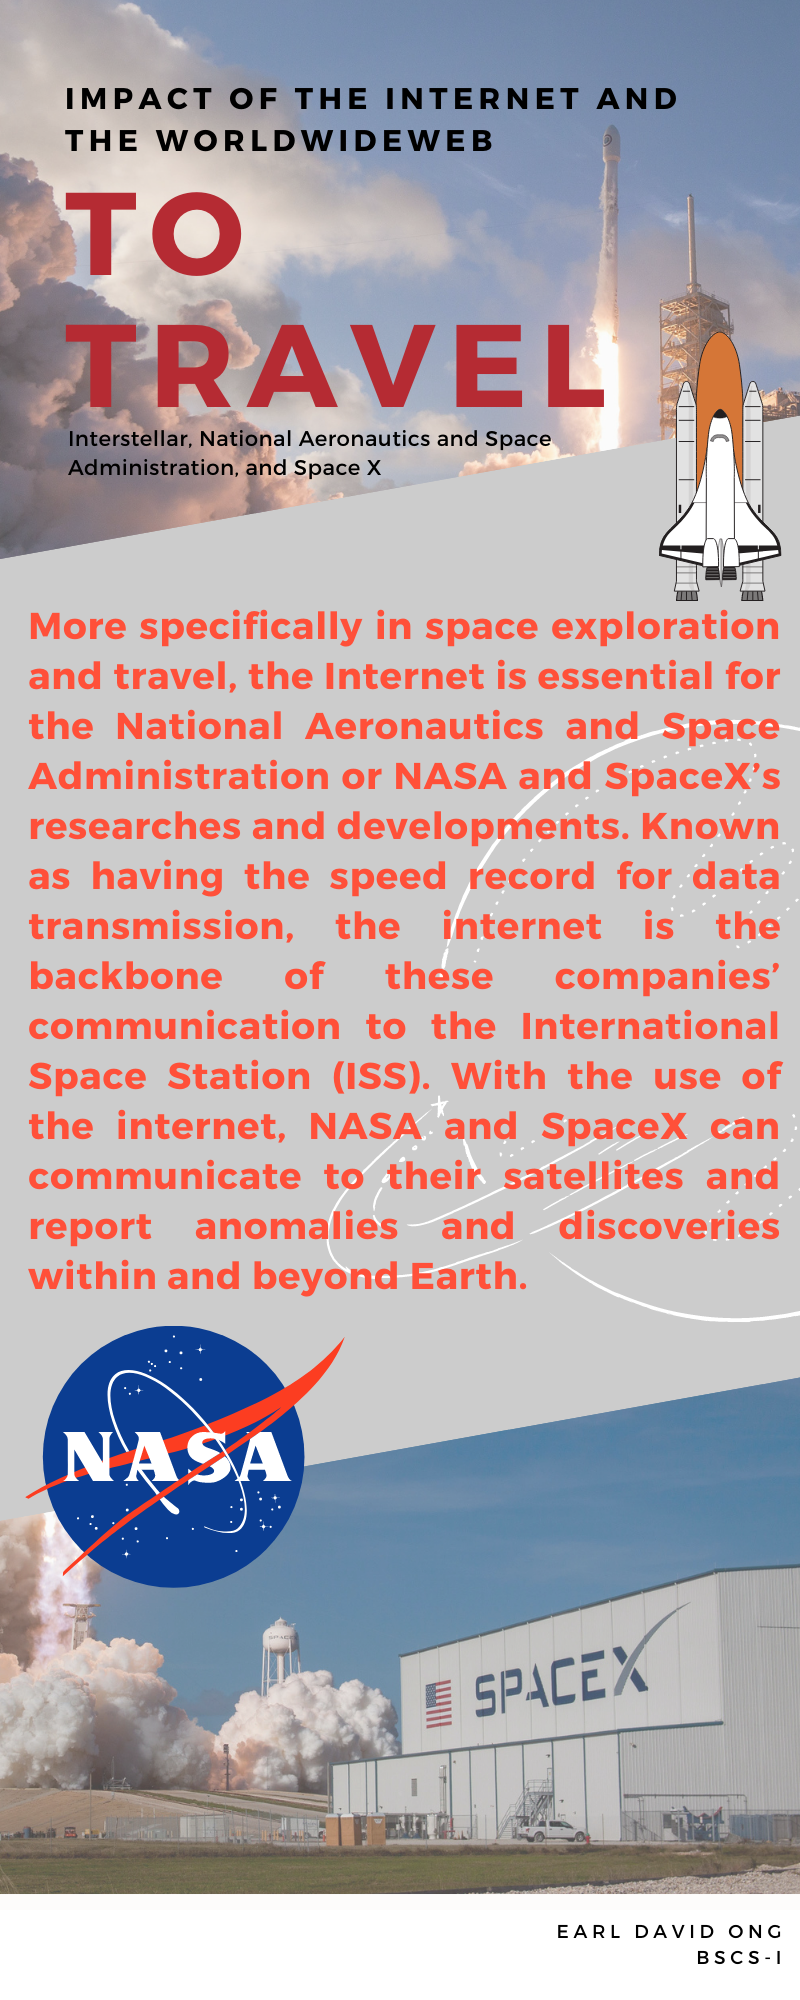 IMPACT OF THE INTERNET AND
THE WORLDWIDEWEB
TO
TRAVEL
Interstellar, National Aeronautics and Space
Administration, and Space X
More specifically in space exploration
and travel, the Internet is essential for
the National Aeronautics and Space
Administration or NASA and SpaceX’s
researches and developments. Known
as having the speed record for data
transmission, the internet is the
backbone of these companies’
communication to the International
Space Station (ISS). With the use of
the internet, NASA and SpaceX can
communicate to their satellites and
report anomalies and discoveries
within and beyond Earth.
NASA
SPACEX
SPACEX
EARL DAVID ONG
BSCS-I